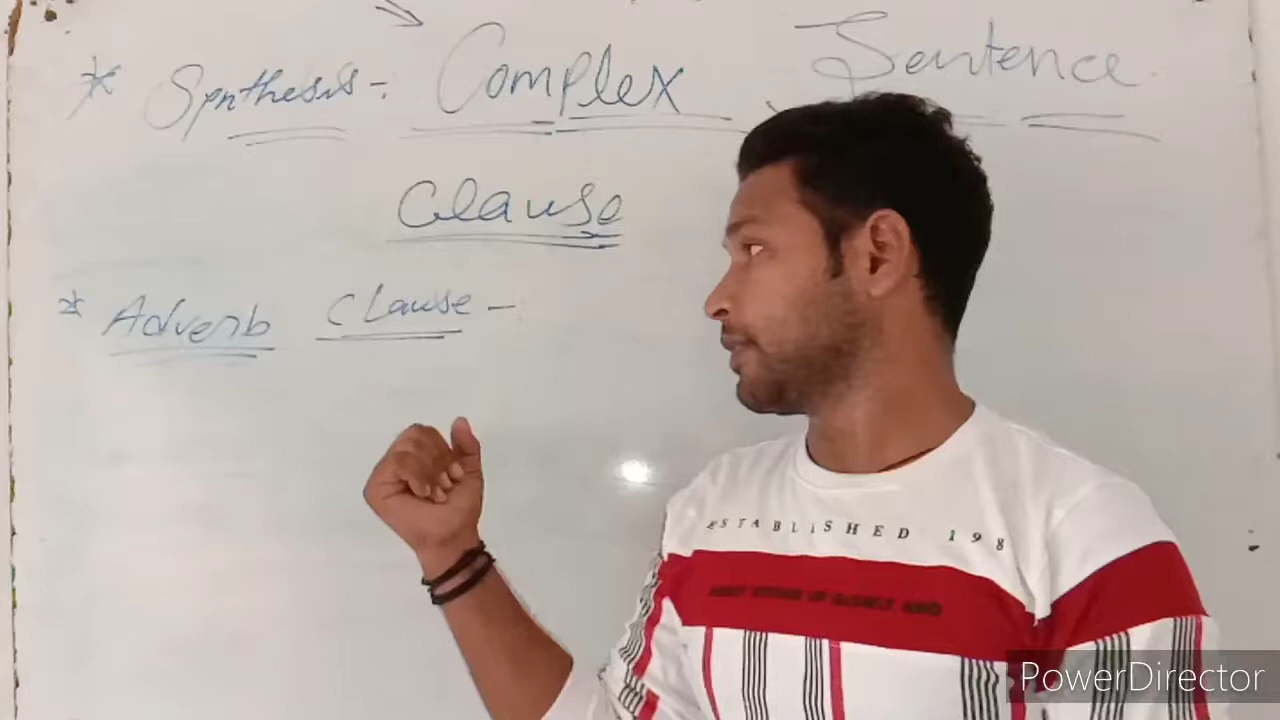 * Synthesis -: Complex Sentence.
Clause
* Adverb Clause -
ESTABLISHED 198
PowerDirector